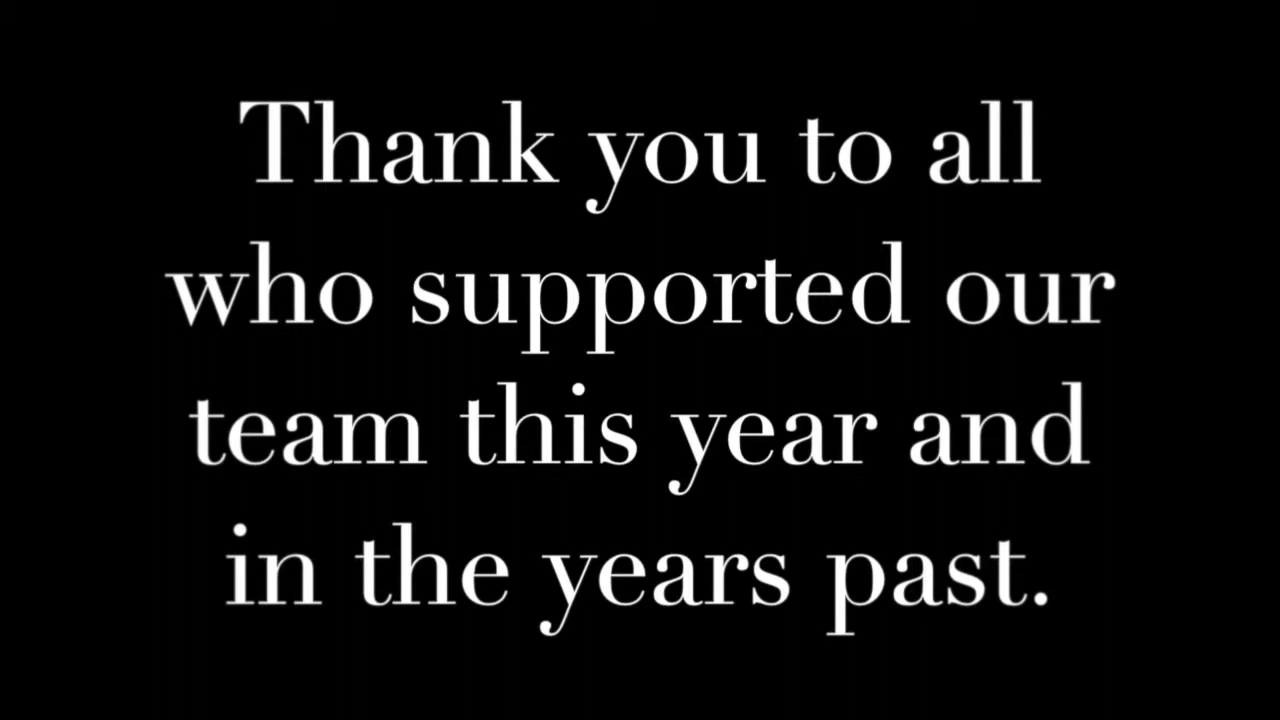 Thank you to all
who supported our
team this year and
in the years past.